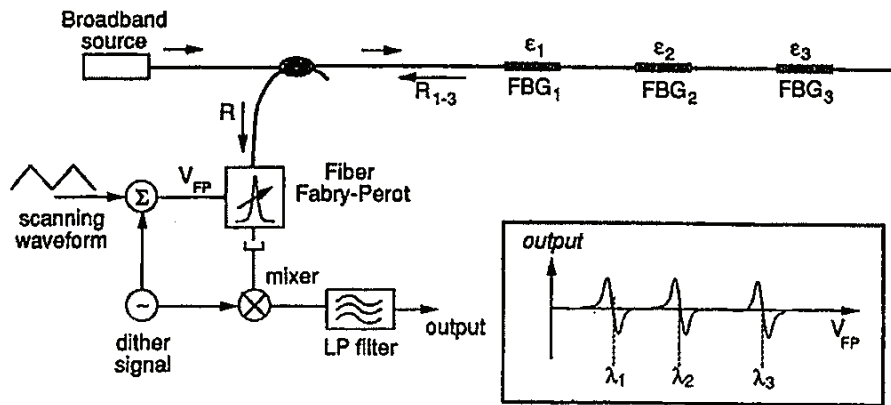 Broadband
source
ε1
ε2
ε3
R1-3
FBG1
FBG2
FBG3
R
Fiber
Fabry-Perot
VFP
Σ
scanning
waveform
mixer
~
dither
signal
LP filter
output
output
VFP
λ1
λ2
λ3